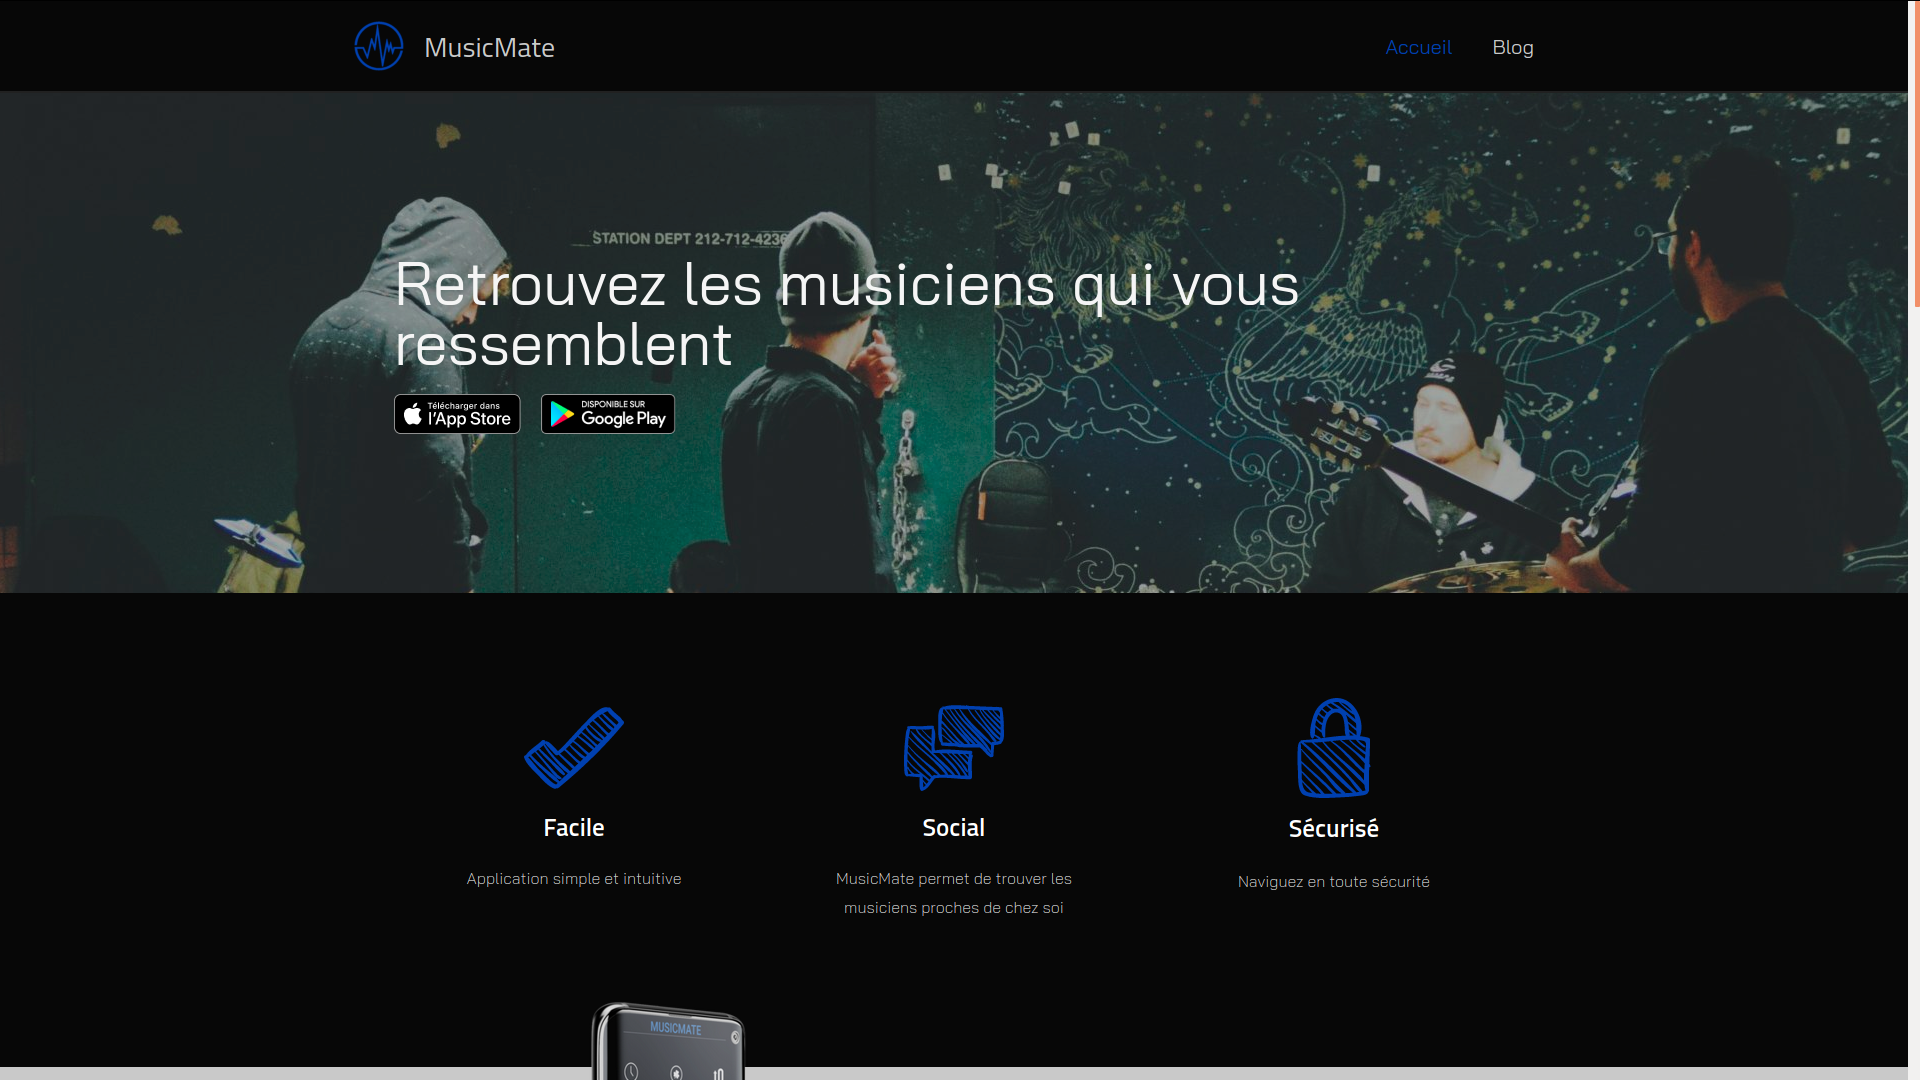 MusicMate
Accueil
Blog
STATION DEPT 212-712-4236
Retrouvez les musiciens qui vous
ressemblent
Télécharger dans
l'App Store
DISPONIBLE SUR
Google Play
Facile
Social
Sécurisé
Application simple et intuitive
MusicMate permet de trouver les
musiciens proches de chez soi
Naviguez en toute sécurité
MUSICMATE